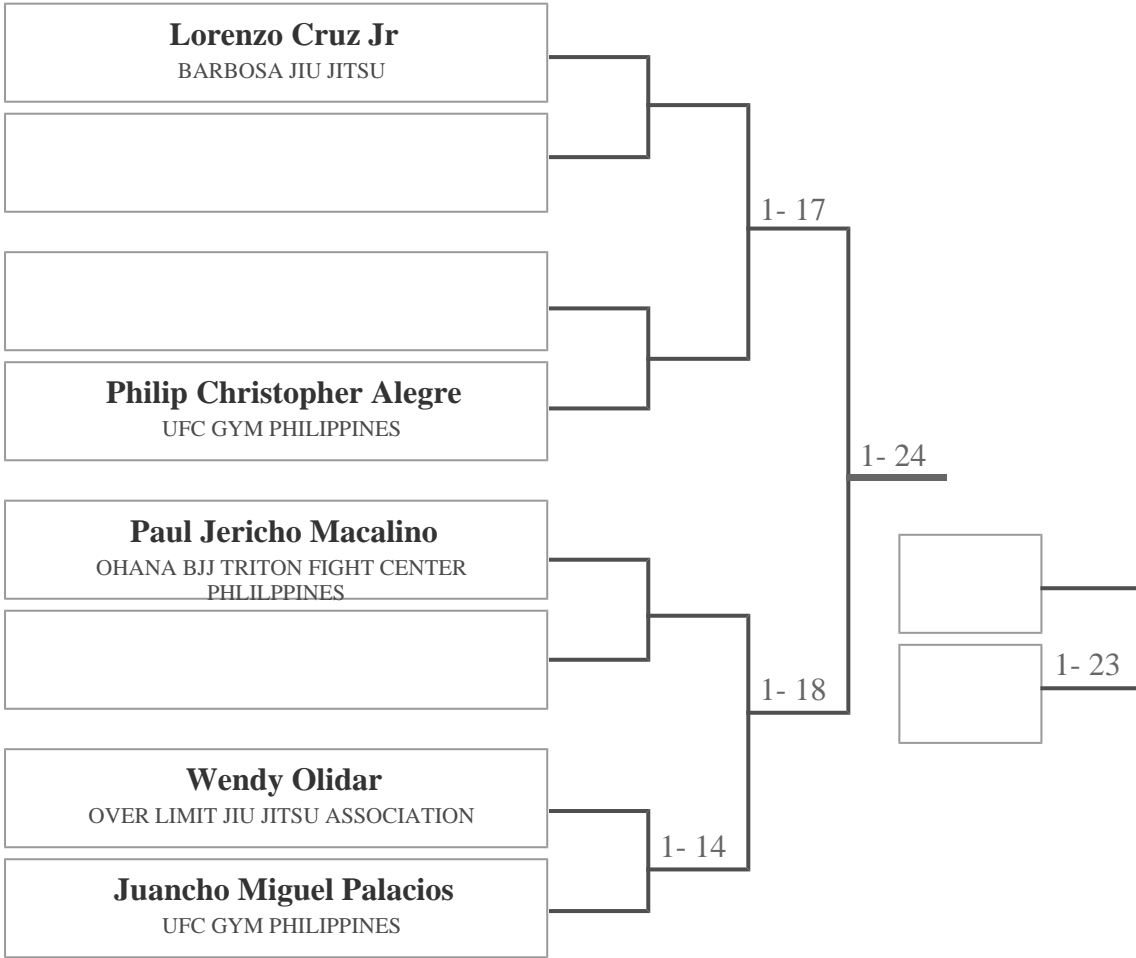 Lorenzo Cruz Jr
BARBOSA JIU JITSU
1- 17
Philip Christopher Alegre
UFC GYM PHILIPPINES
1- 24
Paul Jericho Macalino
OHANA BJJ TRITON FIGHT CENTER
PHLILPPINES
1- 23
1- 18
Wendy Olidar
OVER LIMIT JIU JITSU ASSOCIATION
1- 14
Juancho Miguel Palacios
UFC GYM PHILIPPINES